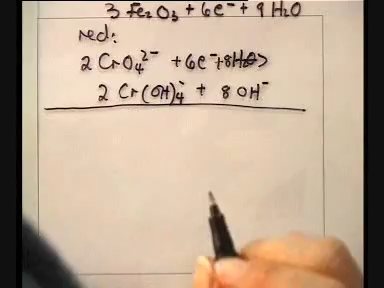 3 Fe₂O₃ + 6e⁻ + 9 H₂O
red:
2 CrO₄²⁻ + 6e⁻ + 8H₂O →
2 Cr(OH)₄⁻ + 8 OH⁻